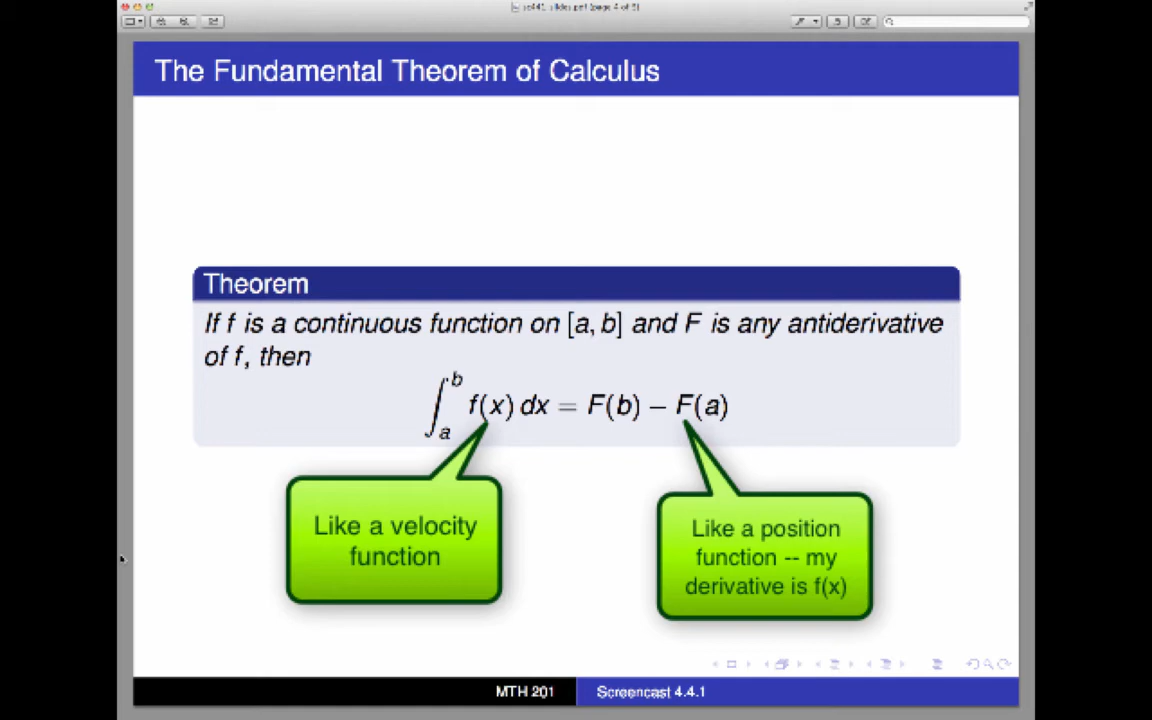 The Fundamental Theorem of Calculus
Theorem
If f is a continuous function on [a, b] and F is any antiderivative
of f, then
∫_a^b f(x) dx = F(b) − F(a)
Like a velocity
function
Like a position
function -- my
derivative is f(x)
MTH 201
Screencast 4.4.1